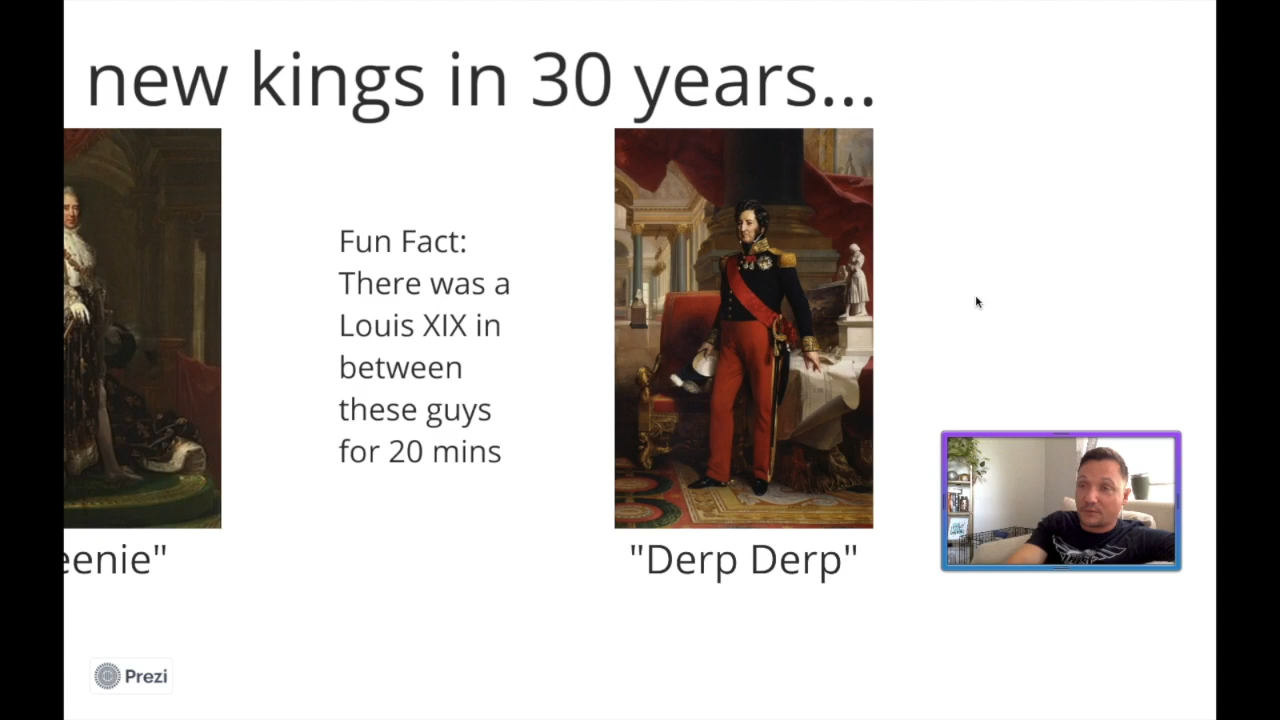 new kings in 30 years...
Fun Fact:
There was a
Louis XIX in
between
these guys
for 20 mins
eenie"
"Derp Derp"
Prezi